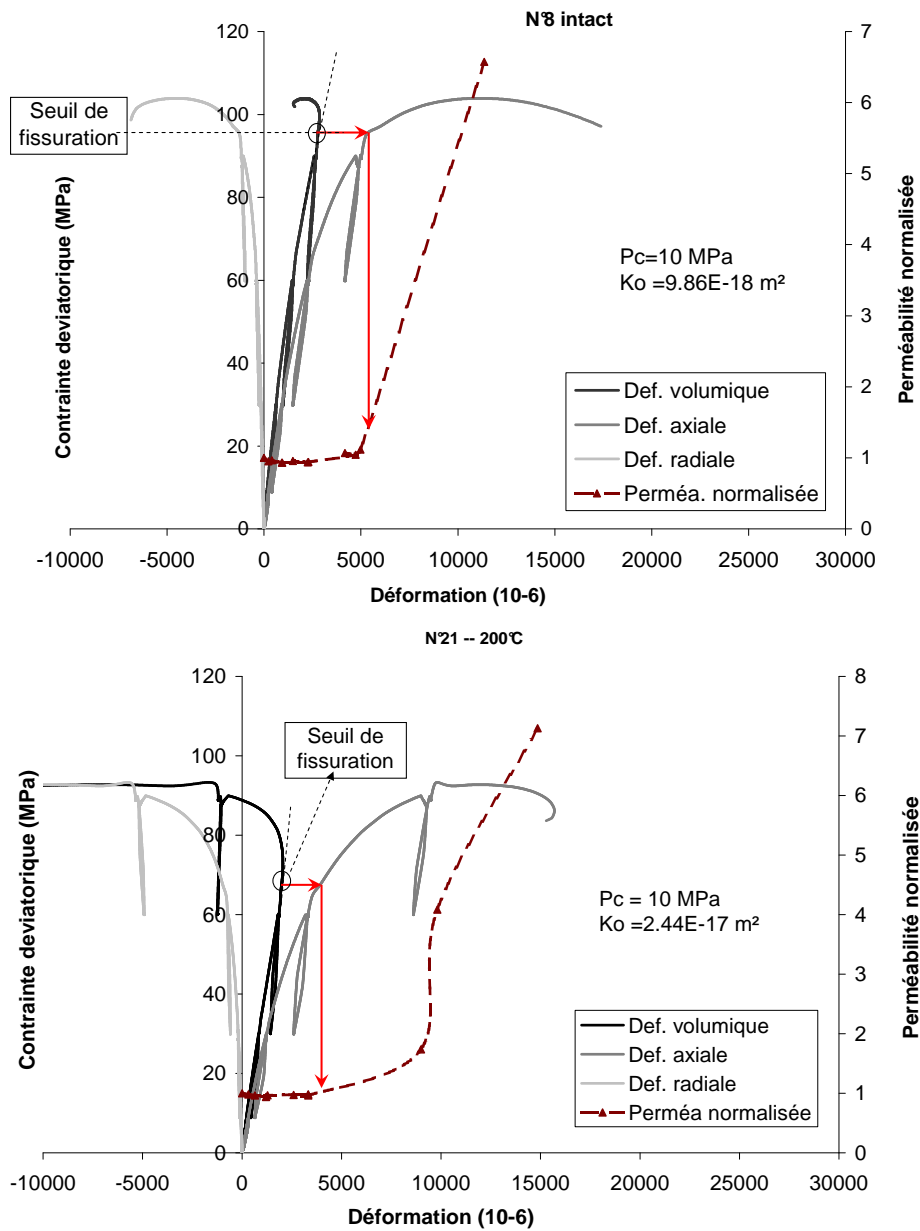 N°8 intact
120
100
80
60
40
20
0
7
6
5
4
3
2
1
0
Seuil de
fissuration
Contrainte deviatorique (MPa)
Perméabilité normalisée
Pc=10 MPa
Ko =9.86E-18 m²
Def. volumique
Def. axiale
Def. radiale
Perméa. normalisée
-10000 -5000 0 5000 10000 15000 20000 25000 30000
Déformation (10-6)
N°21 -- 200°C
120
100
80
60
40
20
0
8
7
6
5
4
3
2
1
0
Seuil de
fissuration
Contrainte deviatorique (MPa)
Perméabilité normalisée
Pc = 10 MPa
Ko =2.44E-17 m²
Def. volumique
Def. axiale
Def. radiale
Perméa normalisée
-10000 -5000 0 5000 10000 15000 20000 25000 30000
Déformation (10-6)